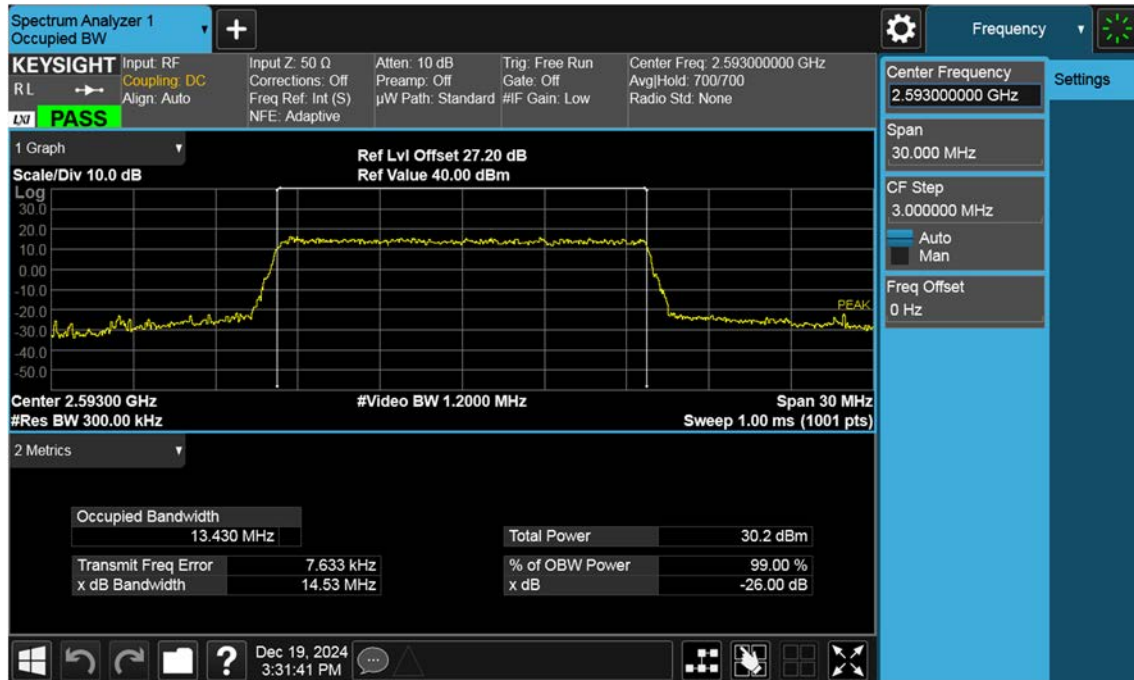 Spectrum Analyzer 1
Occupied BW
+
Frequency
KEYSIGHT
RL
LXI PASS
Input: RF
Coupling: DC
Align: Auto
Input Z: 50 Ω
Corrections: Off
Freq Ref: Int (S)
NFE: Adaptive
Atten: 10 dB
Preamp: Off
µW Path: Standard
Trig: Free Run
Gate: Off
#IF Gain: Low
Center Freq: 2.593000000 GHz
Avg|Hold: 700/700
Radio Std: None
Center Frequency
2.593000000 GHz
Settings
Span
30.000 MHz
CF Step
3.000000 MHz
Auto
Man
Freq Offset
0 Hz
1 Graph
Scale/Div 10.0 dB
Ref Lvl Offset 27.20 dB
Ref Value 40.00 dBm
Log
30.0
20.0
10.0
0.00
-10.0
-20.0
-30.0
-40.0
-50.0
PEAK
Center 2.59300 GHz
#Res BW 300.00 kHz
#Video BW 1.2000 MHz
Span 30 MHz
Sweep 1.00 ms (1001 pts)
2 Metrics
Occupied Bandwidth
13.430 MHz
Transmit Freq Error 7.633 kHz
x dB Bandwidth 14.53 MHz
Total Power 30.2 dBm
% of OBW Power 99.00 %
x dB -26.00 dB
?
Dec 19, 2024
3:31:41 PM